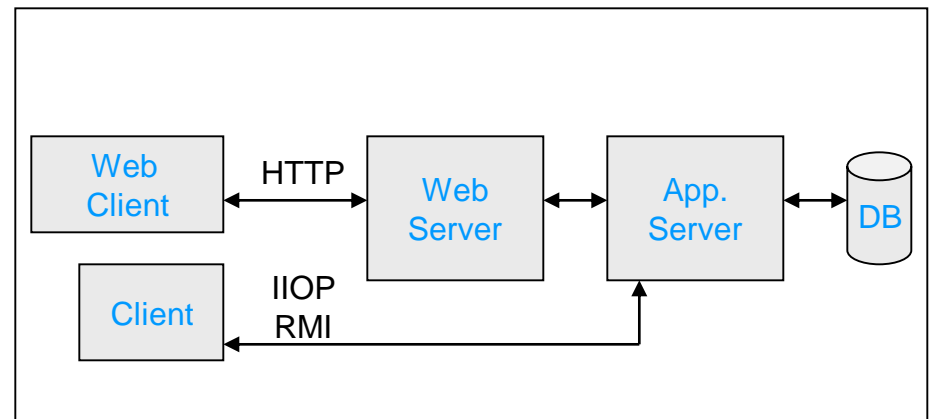 Web
Client
HTTP
Web
Server
App.
Server
DB
Client
IIOP
RMI